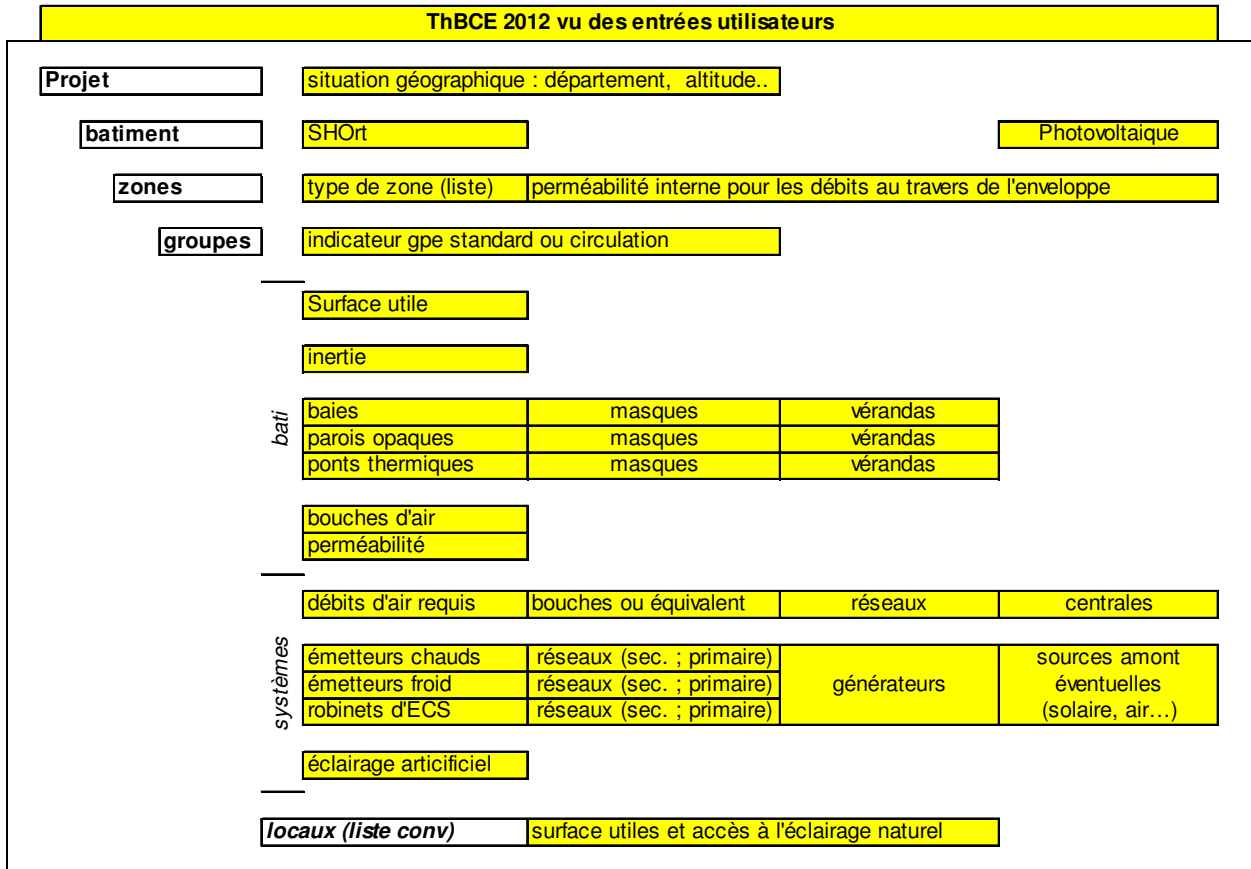 ThBCE 2012 vu des entrées utilisateurs
Projet situation géographique : département, altitude..
batiment SHOrt Photovoltaique
zones type de zone (liste) perméabilité interne pour les débits au travers de l'enveloppe
groupes indicateur gpe standard ou circulation
bati
Surface utile
inertie
baies masques vérandas
parois opaques masques vérandas
ponts thermiques masques vérandas
bouches d'air
perméabilité
systèmes
débits d'air requis bouches ou équivalent réseaux centrales
émetteurs chauds réseaux (sec. ; primaire) générateurs sources amont
émetteurs froid réseaux (sec. ; primaire) éventuelles
robinets d'ECS réseaux (sec. ; primaire) (solaire, air…)
éclairage articificiel
locaux (liste conv) surface utiles et accès à l'éclairage naturel